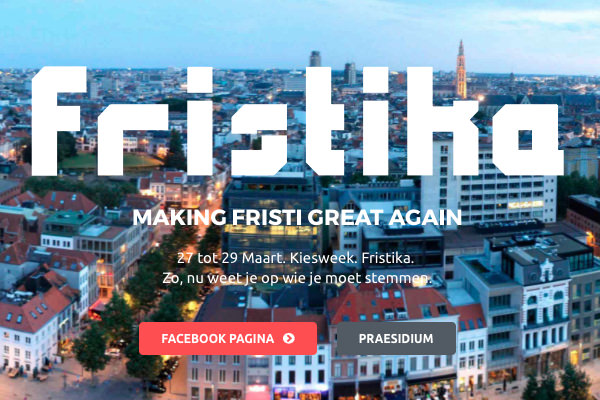 Fristika
MAKING FRISTI GREAT AGAIN
27 tot 29 Maart. Kiesweek. Fristika.
Zo, nu weet je op wie je moet stemmen.
FACEBOOK PAGINA
PRAESIDIUM